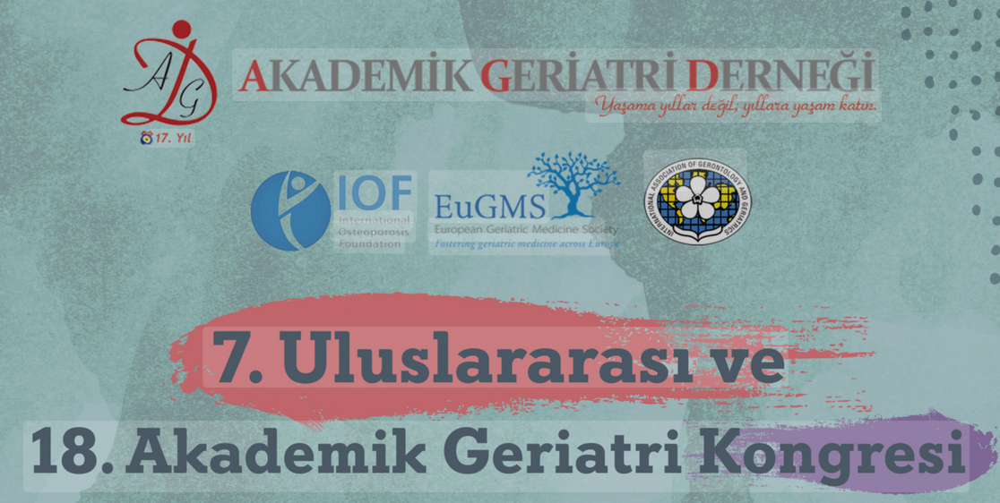 ADG
AKADEMİK GERİATRİ DERNEĞİ
Yaşama yıllar değil; yıllara yaşam katın.
17. Yıl
IOF
International
Osteoporosis
Foundation
EuGMS
European Geriatric Medicine Society
Fostering geriatric medicine across Europe
INTERNATIONAL ASSOCIATION OF GERONTOLOGY AND GERIATRICS
7. Uluslararası ve
18. Akademik Geriatri Kongresi